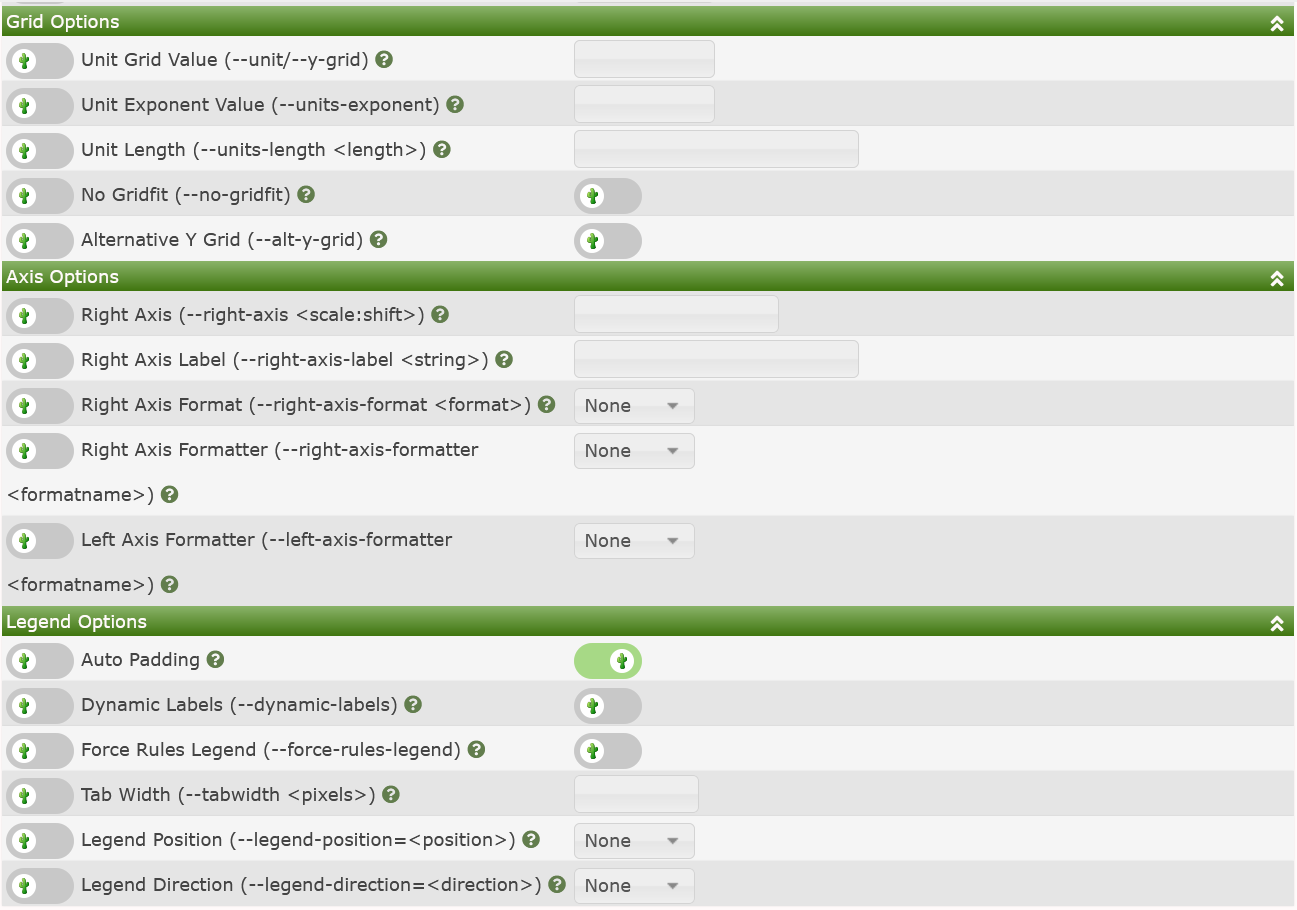 Grid Options
Unit Grid Value (--unit/--y-grid)
Unit Exponent Value (--units-exponent)
Unit Length (--units-length <length>)
No Gridfit (--no-gridfit)
Alternative Y Grid (--alt-y-grid)
Axis Options
Right Axis (--right-axis <scale:shift>)
Right Axis Label (--right-axis-label <string>)
Right Axis Format (--right-axis-format <format>) None
Right Axis Formatter (--right-axis-formatter None
<formatname>)
Left Axis Formatter (--left-axis-formatter None
<formatname>)
Legend Options
Auto Padding
Dynamic Labels (--dynamic-labels)
Force Rules Legend (--force-rules-legend)
Tab Width (--tabwidth <pixels>)
Legend Position (--legend-position=<position>) None
Legend Direction (--legend-direction=<direction>) None